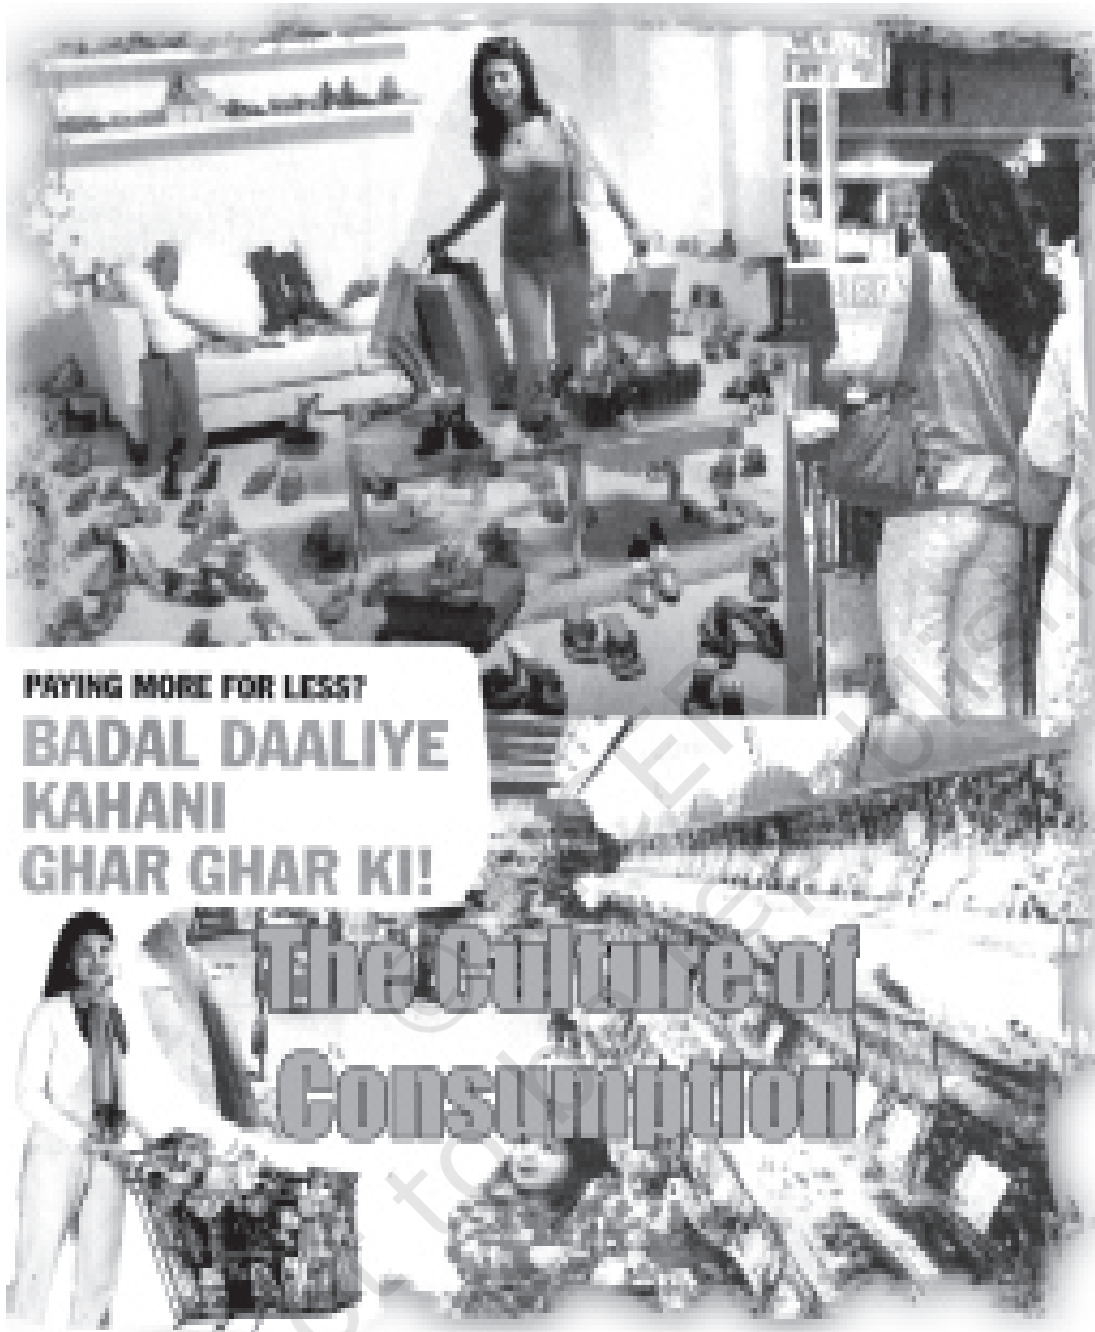 PAYING MORE FOR LESS?
BADAL DAALIYE
KAHANI
GHAR GHAR KI!
The Culture of
Consumption